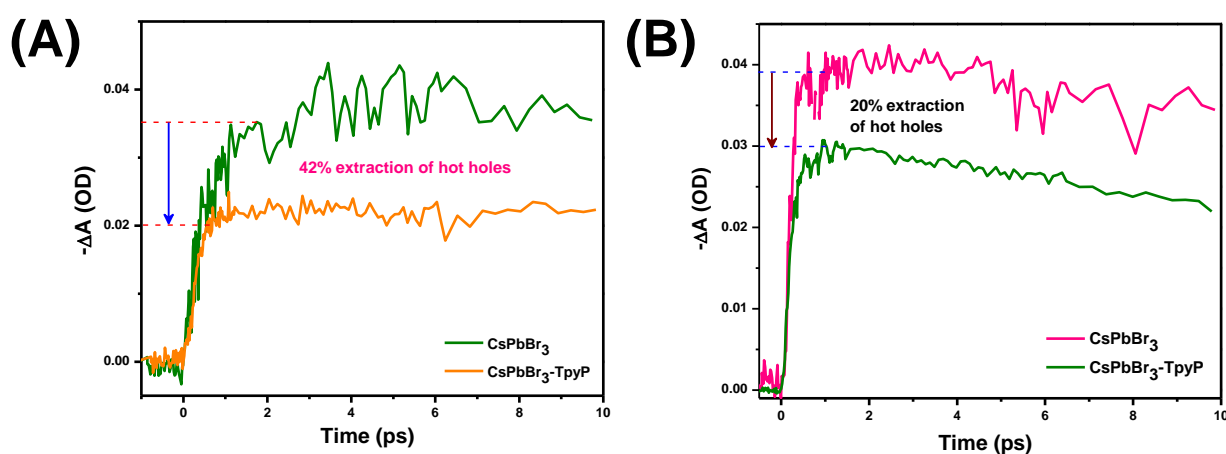 (A)
-ΔA (OD)
0.04
0.02
0.00
42% extraction of hot holes
CsPbBr₃
CsPbBr₃-TpyP
0 2 4 6 8 10
Time (ps)
(B)
-ΔA (OD)
0.04
0.03
0.02
0.01
0.00
20% extraction
of hot holes
CsPbBr₃
CsPbBr₃-TpyP
0 2 4 6 8 10
Time (ps)